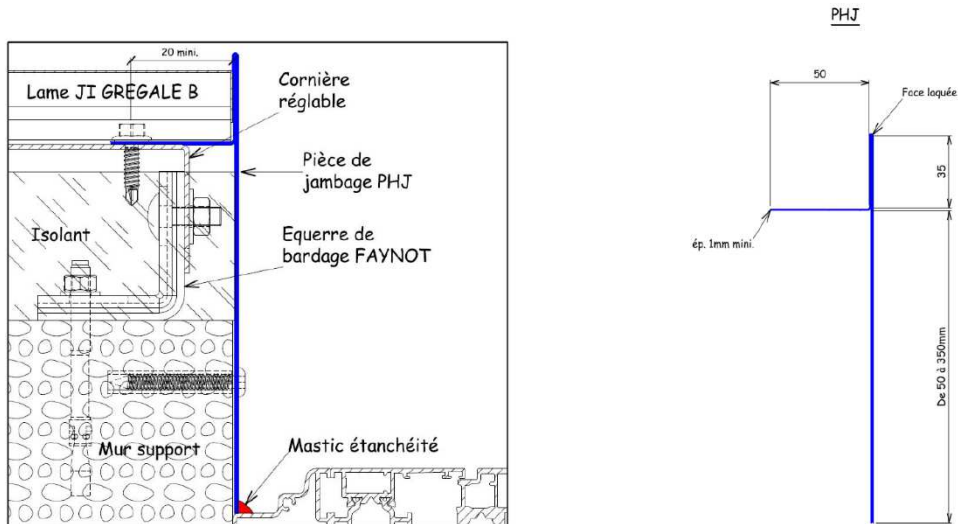 20 mini.
Lame JI GREGALE B
Cornière
réglable
Pièce de
jambage PHJ
Isolant
Equerre de
bardage FAYNOT
Mur support
Mastic étanchéité
PHJ
50
Face laquée
35
ép. 1mm mini.
De 50 à 350mm